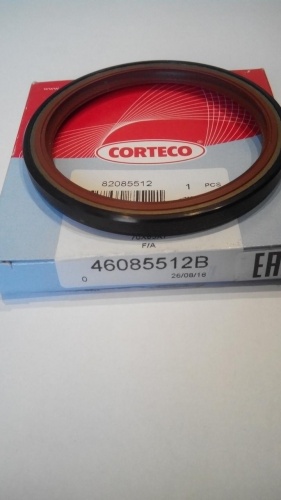 CORTECO
82085512 1 PCS
F/A
46085512B
0 26/08/16
EAC